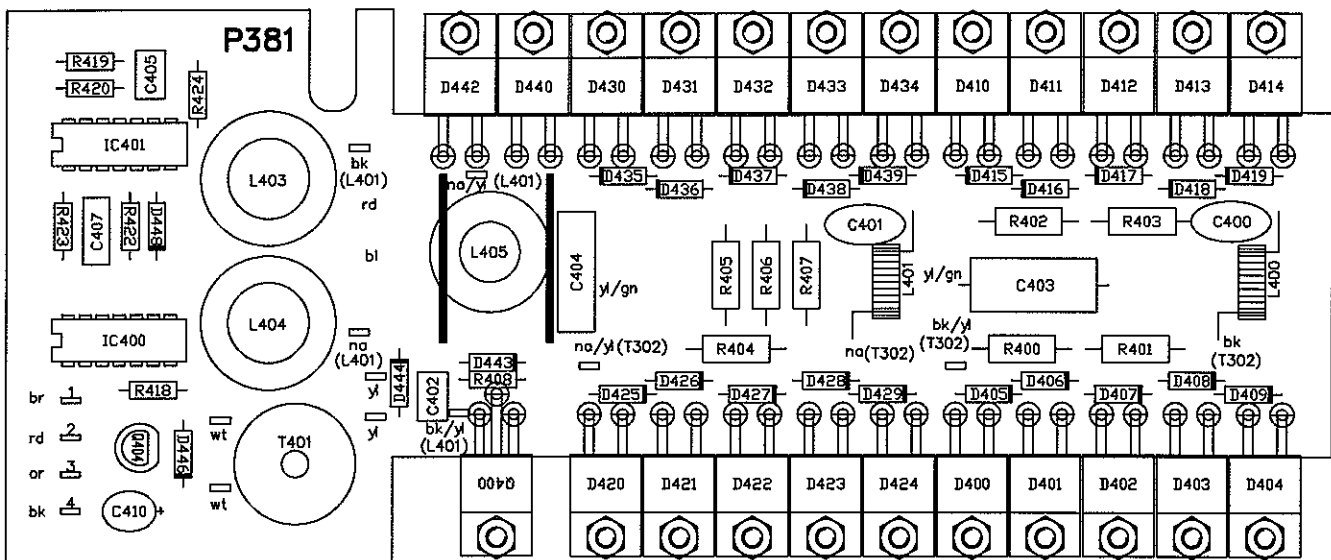 P381
R419
R420
C405
R424
D442 D440 D430 D431 D432 D433 D434 D410 D411 D412 D413 D414
IC401
L403
bk
(L401)
rd
bl
na/yl (L401)
D435
D436
D437
D438
D439
D415
D416
D417
D418
D419
R423
C407
R422
D448
L405
C404
yl/gn
R405
R406
R407
C401
L401
R402
R403
C400
yl/gn
C403
L400
IC400
L404
na
(L401)
D443
R408
na/yl(T302)
R404
na(T302)
bk/yl
(T302)
R400
R401
bk
(T302)
R418
yl
yl
D444
C402
bk/yl
(L401)
D425
D426
D427
D428
D429
D405
D406
D407
D408
D409
br 1
rd 2
or 3
bk 4
Q404
D446
wt
wt
T401
C410
+
Q400 D420 D421 D422 D423 D424 D400 D401 D402 D403 D404